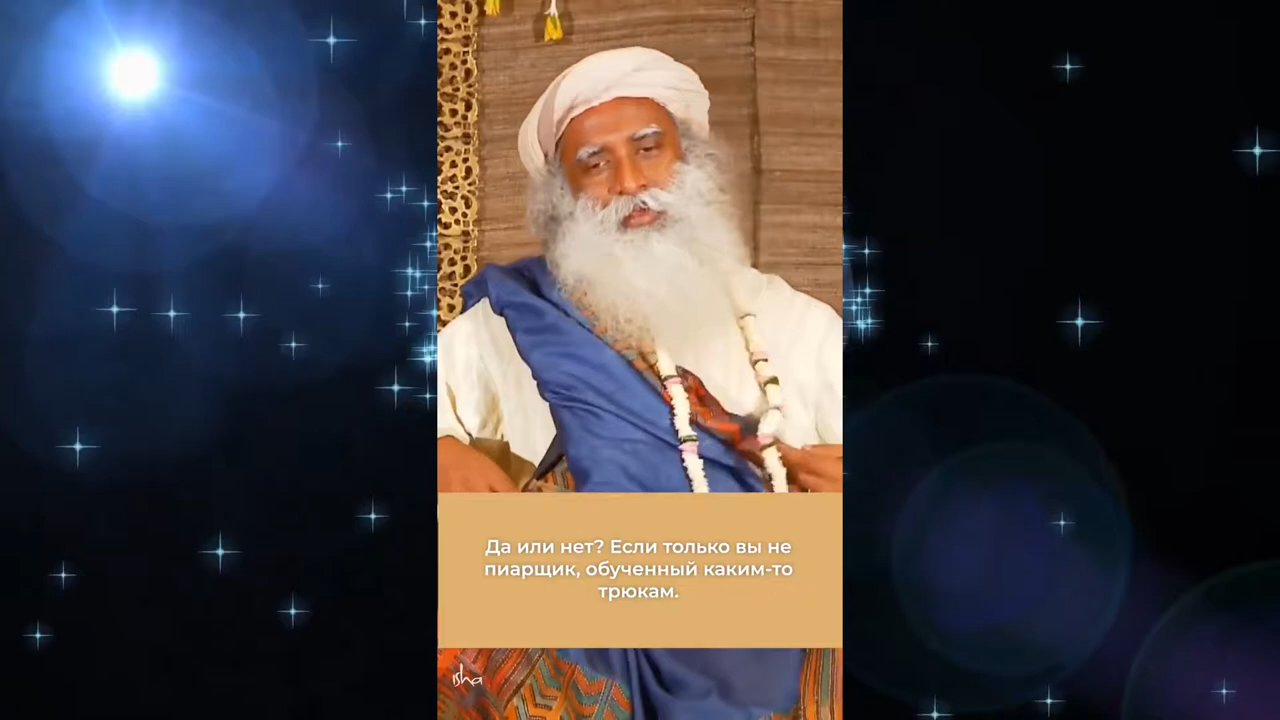 Да или нет? Если только вы не
пиарщик, обученный каким-то
трюкам.
isha